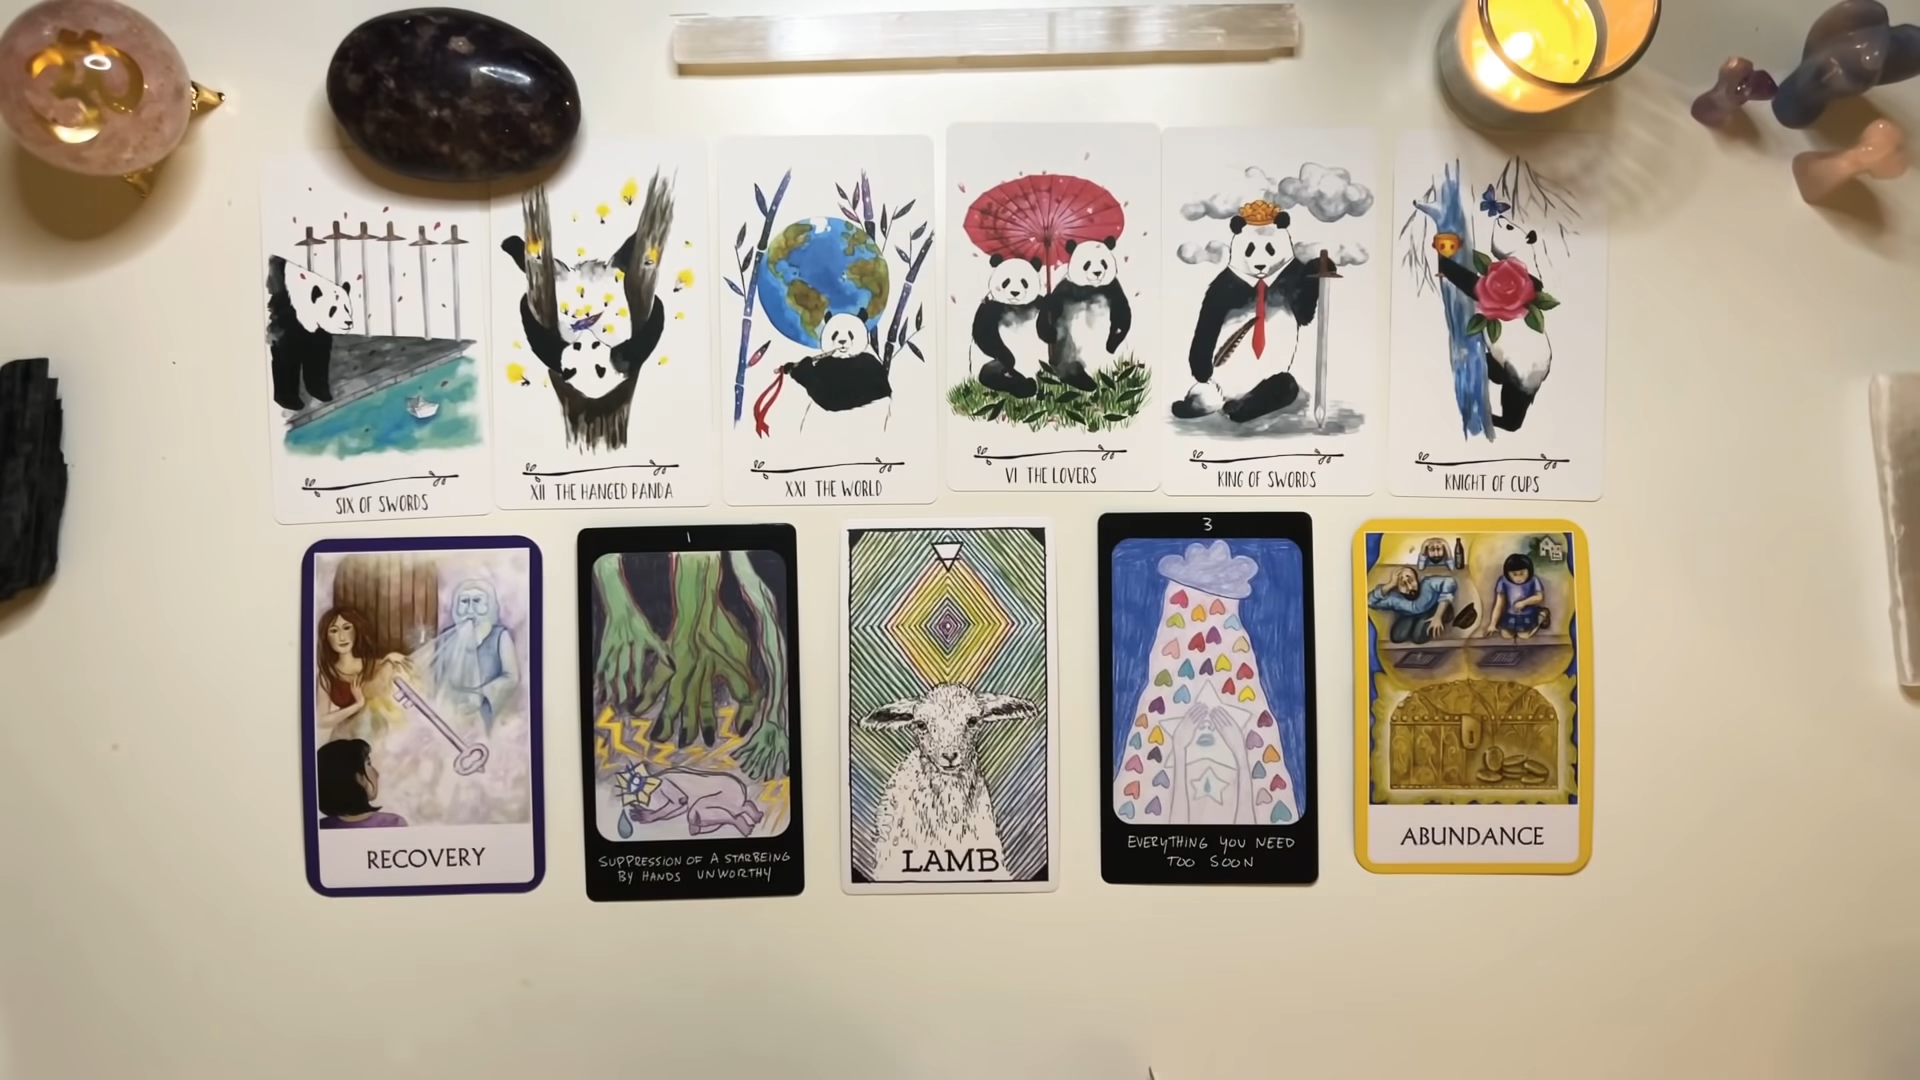 SIX OF SWORDS
XII THE HANGED PANDA
XXI THE WORLD
VI THE LOVERS
KING OF SWORDS
KNIGHT OF CUPS
RECOVERY
1
SUPPRESSION OF A STARBEING
BY HANDS UNWORTHY
LAMB
3
EVERYTHING YOU NEED
TOO SOON
ABUNDANCE